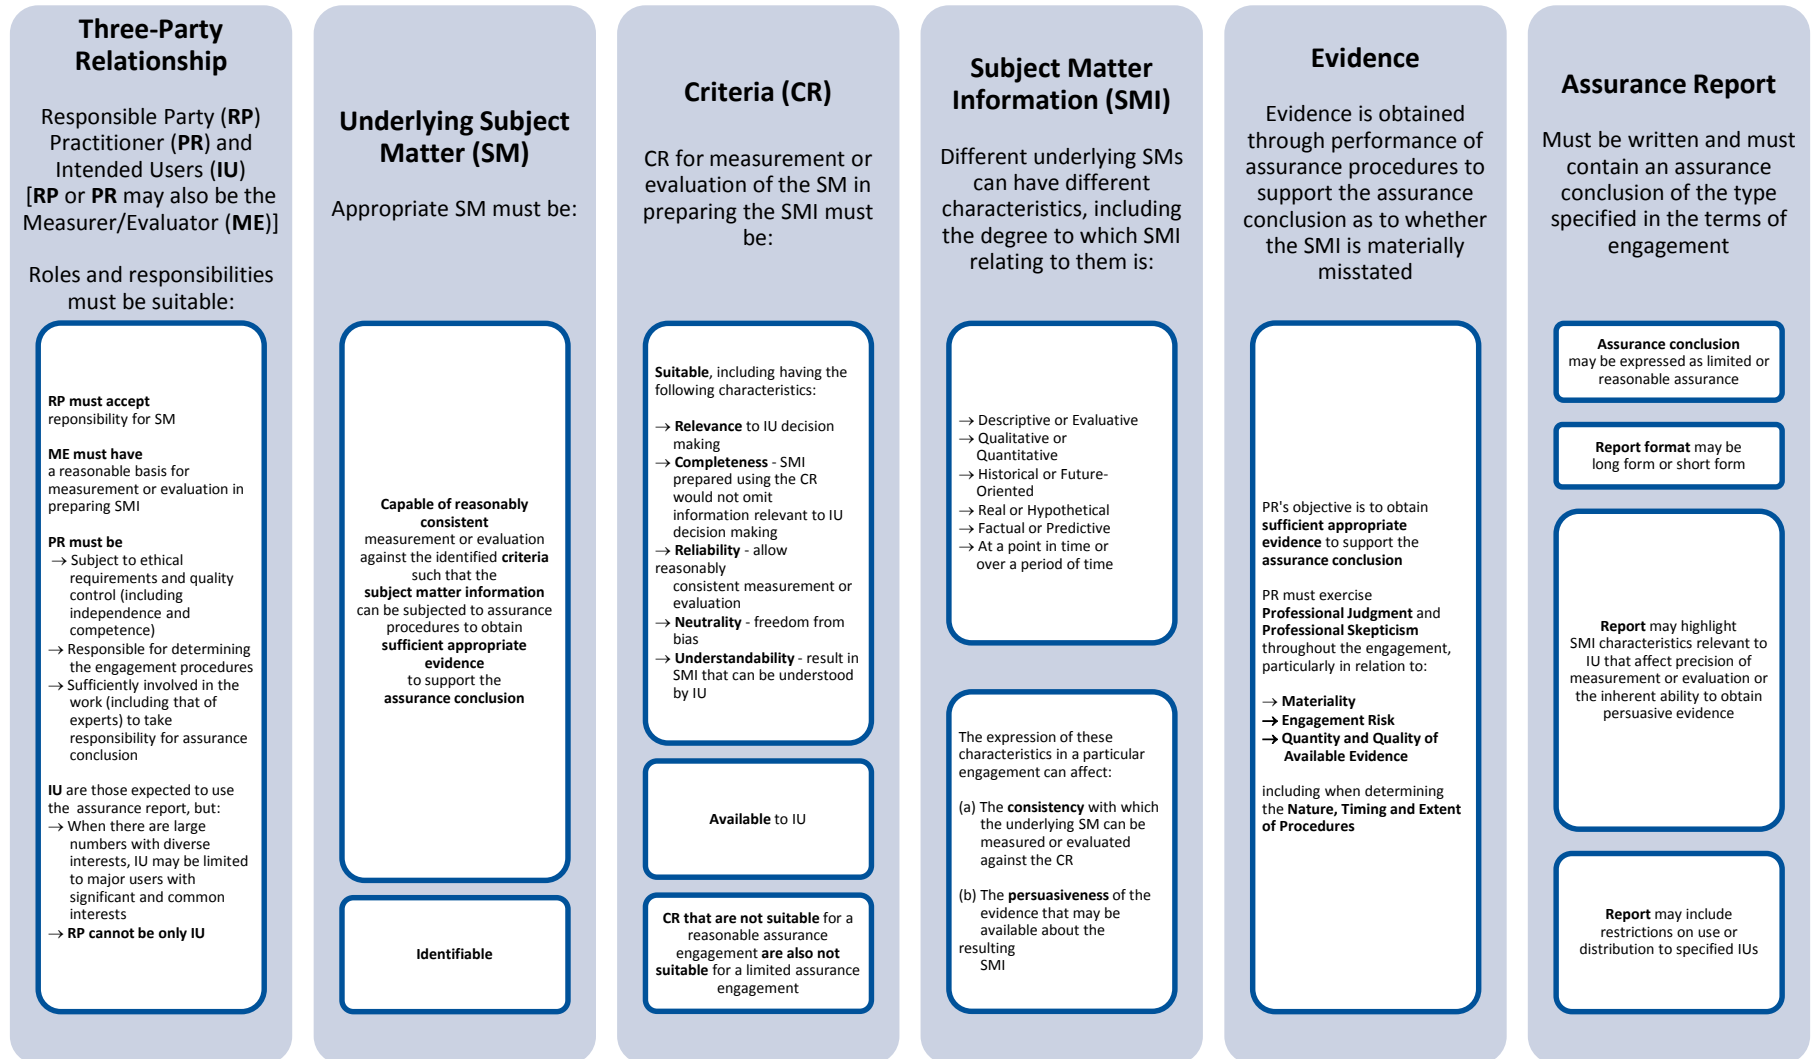 Three-Party
Relationship
Responsible Party (RP)
Practitioner (PR) and
Intended Users (IU)
[RP or PR may also be the
Measurer/Evaluator (ME)]
Roles and responsibilities
must be suitable:
RP must accept
reponsibility for SM
ME must have
a reasonable basis for
measurement or evaluation in
preparing SMI
PR must be
→ Subject to ethical
requirements and quality
control (including
independence and
competence)
→ Responsible for determining
the engagement procedures
→ Sufficiently involved in the
work (including that of
experts) to take
responsibility for assurance
conclusion
IU are those expected to use
the assurance report, but:
→ When there are large
numbers with diverse
interests, IU may be limited
to major users with
significant and common
interests
→ RP cannot be only IU
Underlying Subject
Matter (SM)
Appropriate SM must be:
Capable of reasonably
consistent
measurement or evaluation
against the identified criteria
such that the
subject matter information
can be subjected to assurance
procedures to obtain
sufficient appropriate
evidence
to support the
assurance conclusion
Identifiable
Criteria (CR)
CR for measurement or
evaluation of the SM in
preparing the SMI must
be:
Suitable, including having the
following characteristics:
→ Relevance to IU decision
making
→ Completeness - SMI
prepared using the CR
would not omit
information relevant to IU
decision making
→ Reliability - allow
reasonably
consistent measurement or
evaluation
→ Neutrality - freedom from
bias
→ Understandability - result in
SMI that can be understood
by IU
Available to IU
CR that are not suitable for a
reasonable assurance
engagement are also not
suitable for a limited assurance
engagement
Subject Matter
Information (SMI)
Different underlying SMs
can have different
characteristics, including
the degree to which SMI
relating to them is:
→ Descriptive or Evaluative
→ Qualitative or
Quantitative
→ Historical or Future-
Oriented
→ Real or Hypothetical
→ Factual or Predictive
→ At a point in time or
over a period of time
The expression of these
characteristics in a particular
engagement can affect:
(a) The consistency with which
the underlying SM can be
measured or evaluated
against the CR
(b) The persuasiveness of the
evidence that may be
available about the
resulting
SMI
Evidence
Evidence is obtained
through performance of
assurance procedures to
support the assurance
conclusion as to whether
the SMI is materially
misstated
PR's objective is to obtain
sufficient appropriate
evidence to support the
assurance conclusion
PR must exercise
Professional Judgment and
Professional Skepticism
throughout the engagement,
particularly in relation to:
→ Materiality
→ Engagement Risk
→ Quantity and Quality of
Available Evidence
including when determining
the Nature, Timing and Extent
of Procedures
Assurance Report
Must be written and must
contain an assurance
conclusion of the type
specified in the terms of
engagement
Assurance conclusion
may be expressed as limited or
reasonable assurance
Report format may be
long form or short form
Report may highlight
SMI characteristics relevant to
IU that affect precision of
measurement or evaluation or
the inherent ability to obtain
persuasive evidence
Report may include
restrictions on use or
distribution to specified IUs